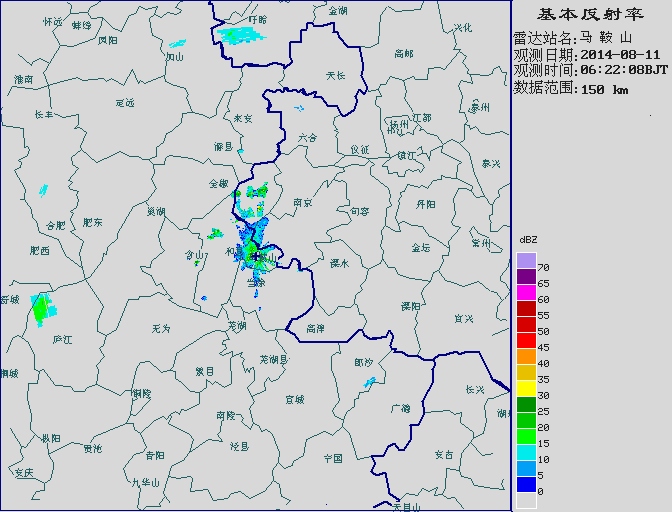 基本反射率
雷达站名:马 鞍 山
观测日期:2014-08-11
观测时间:06:22:08BJT
数据范围:150 km
dBZ
70
65
60
55
50
45
40
35
30
25
20
15
10
5
0
怀远
蚌埠
凤阳
盱眙
金湖
兴化
高邮
天长
淮南
定远
长丰
来安
滁县
六合
仪征
扬州
江都
泰州
镇江
泰兴
全椒
南京
句容
丹阳
巢湖
合肥
肥东
肥西
含山
和
当涂
溧水
金坛
常州
舒城
庐江
无为
芜湖
高淳
溧阳
宜兴
芜湖县
郎溪
桐城
繁昌
铜陵
宣城
广德
长兴
湖州
南陵
枞阳
贵池
青阳
泾县
宁国
安吉
安庆
九华山
天目山